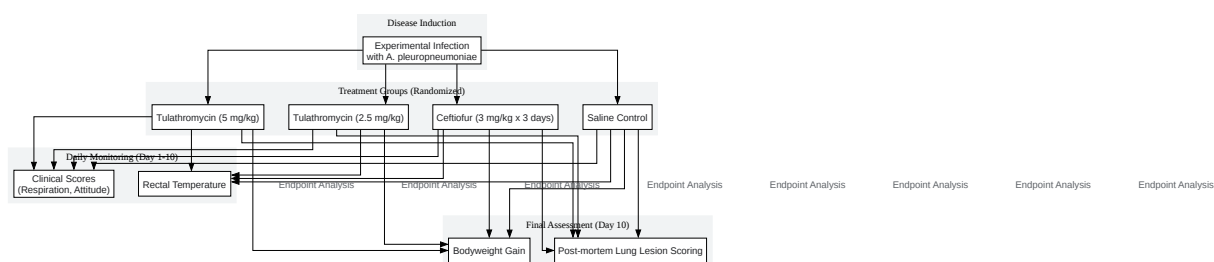 Disease Induction
Experimental Infection
with A. pleuropneumoniae
Treatment Groups (Randomized)
Tulathromycin (5 mg/kg)
Tulathromycin (2.5 mg/kg)
Ceftiofur (3 mg/kg x 3 days)
Saline Control
Daily Monitoring (Day 1-10)
Clinical Scores
(Respiration, Attitude)
Rectal Temperature
Endpoint Analysis
Endpoint Analysis
Endpoint Analysis
Endpoint Analysis
Endpoint Analysis
Endpoint Analysis
Endpoint Analysis
Endpoint Analysis
Final Assessment (Day 10)
Bodyweight Gain
Post-mortem Lung Lesion Scoring